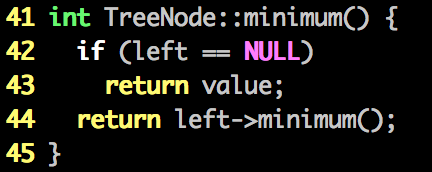 41 int TreeNode::minimum() {
42   if (left == NULL)
43     return value;
44   return left->minimum();
45 }